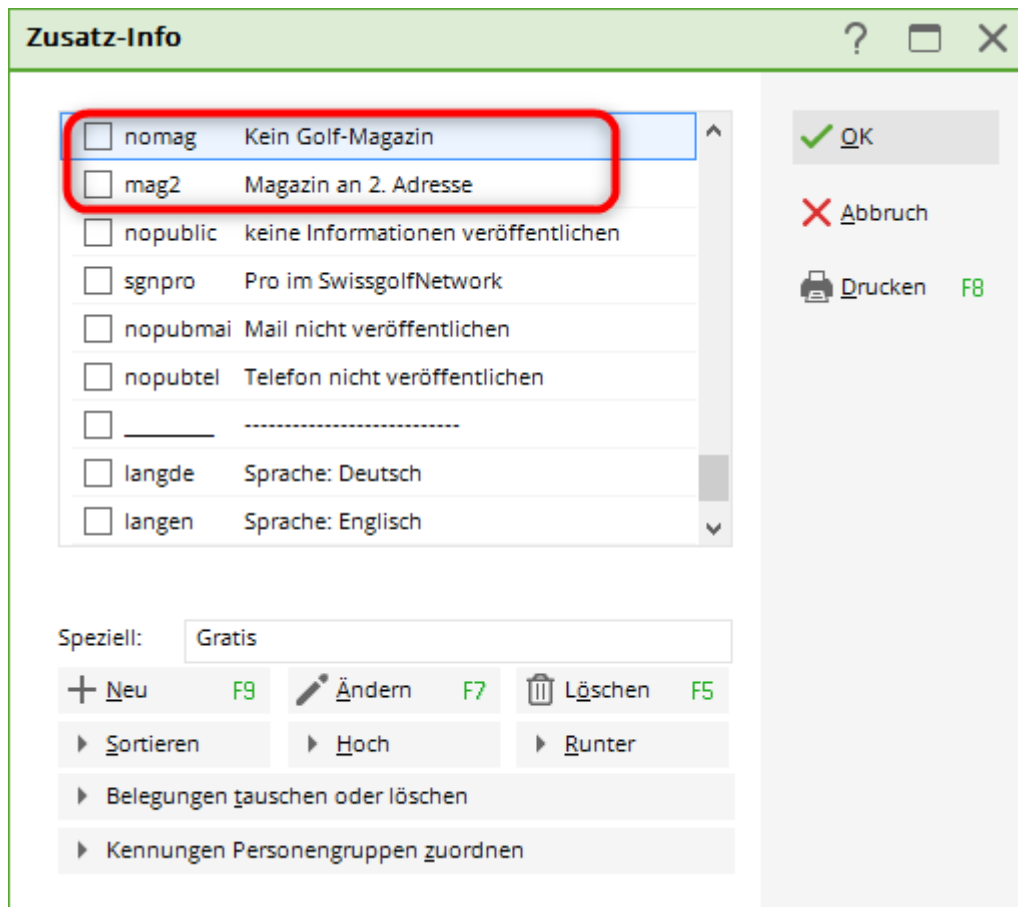 Zusatz-Info
nomag Kein Golf-Magazin
mag2 Magazin an 2. Adresse
nopublic keine Informationen veröffentlichen
sgnpro Pro im SwissgolfNetwork
nopubmai Mail nicht veröffentlichen
nopubtel Telefon nicht veröffentlichen
_________ ---------------------------
langde Sprache: Deutsch
langen Sprache: Englisch
OK
Abbruch
Drucken F8
Speziell: Gratis
Neu F9 Ändern F7 Löschen F5
Sortieren Hoch Runter
Belegungen tauschen oder löschen
Kennungen Personengruppen zuordnen